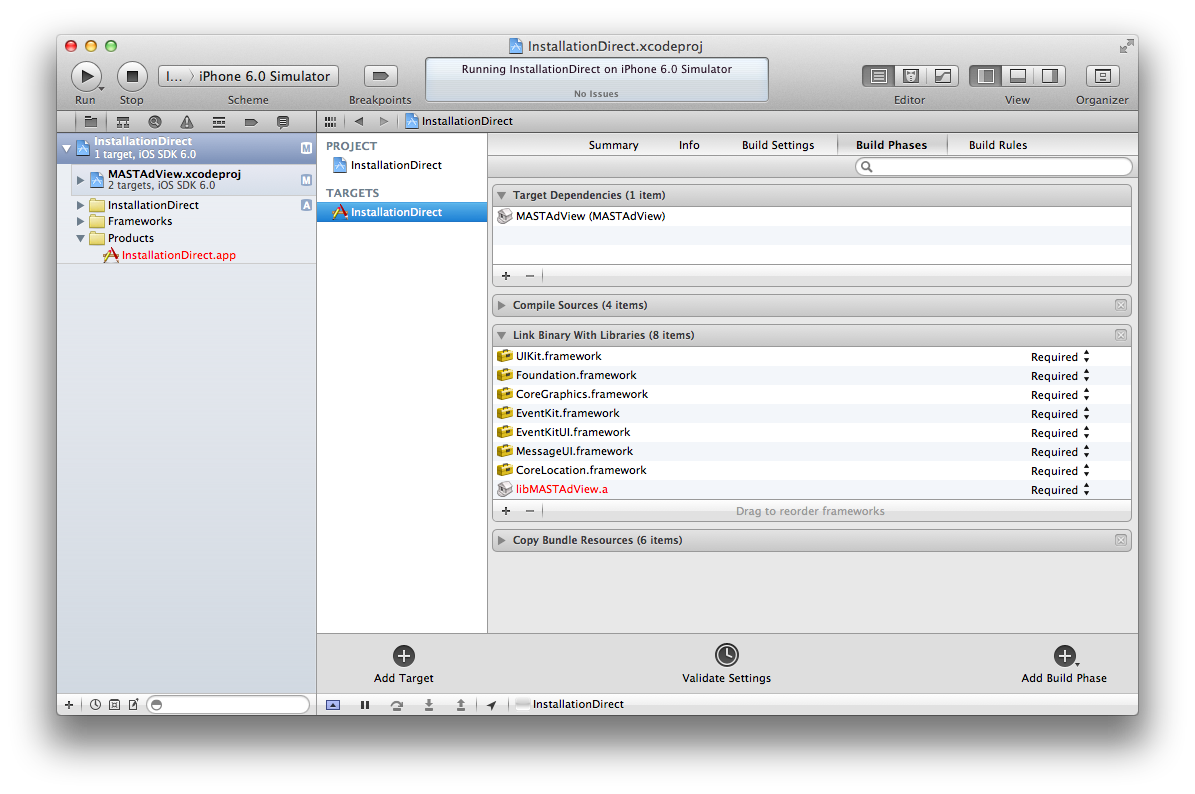 InstallationDirect.xcodeproj
I... iPhone 6.0 Simulator
Running InstallationDirect on iPhone 6.0 Simulator
No Issues
Run Stop Scheme Breakpoints Editor View Organizer
InstallationDirect
InstallationDirect M
1 target, iOS SDK 6.0
MASTAdView.xcodeproj M
2 targets, iOS SDK 6.0
InstallationDirect A
Frameworks
Products
InstallationDirect.app
PROJECT
InstallationDirect
TARGETS
InstallationDirect
Summary Info Build Settings Build Phases Build Rules
Target Dependencies (1 item)
MASTAdView (MASTAdView)
Compile Sources (4 items)
Link Binary With Libraries (8 items)
UIKit.framework Required
Foundation.framework Required
CoreGraphics.framework Required
EventKit.framework Required
EventKitUI.framework Required
MessageUI.framework Required
CoreLocation.framework Required
libMASTAdView.a Required
Drag to reorder frameworks
Copy Bundle Resources (6 items)
Add Target Validate Settings Add Build Phase
InstallationDirect